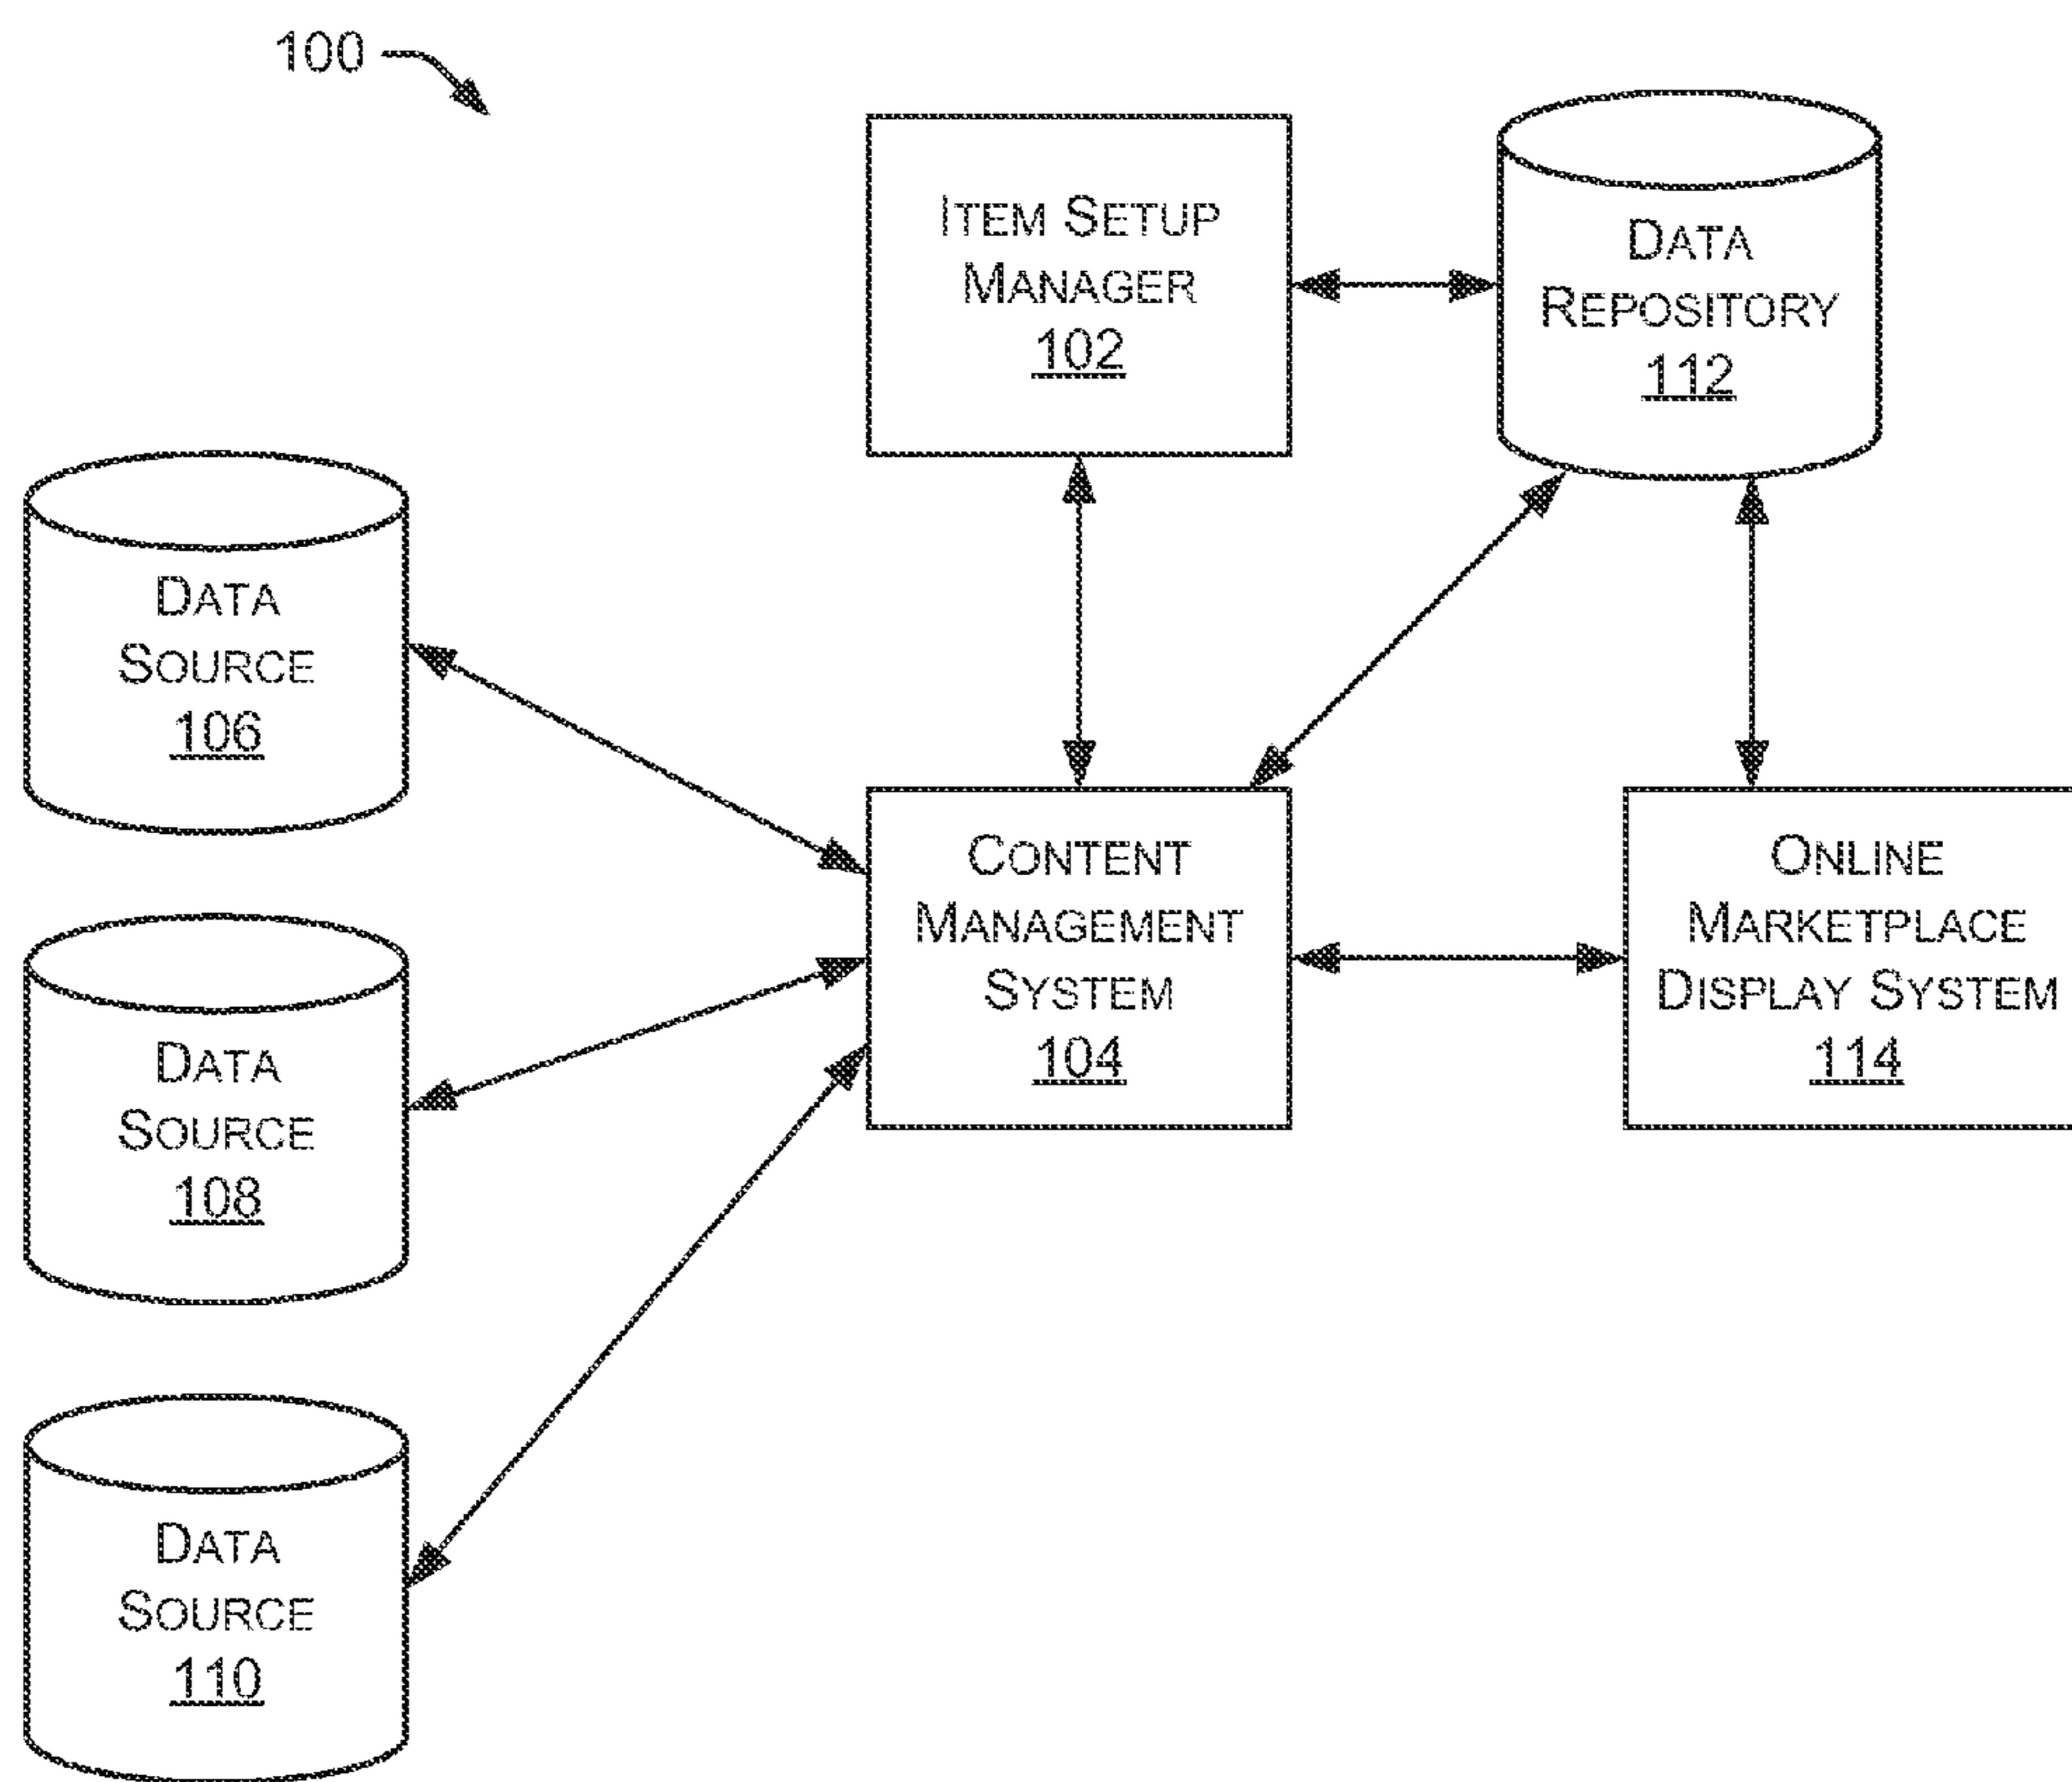 100
ITEM SETUP
MANAGER
102
DATA
REPOSITORY
112
DATA
SOURCE
106
CONTENT
MANAGEMENT
SYSTEM
104
ONLINE
MARKETPLACE
DISPLAY SYSTEM
114
DATA
SOURCE
108
DATA
SOURCE
110